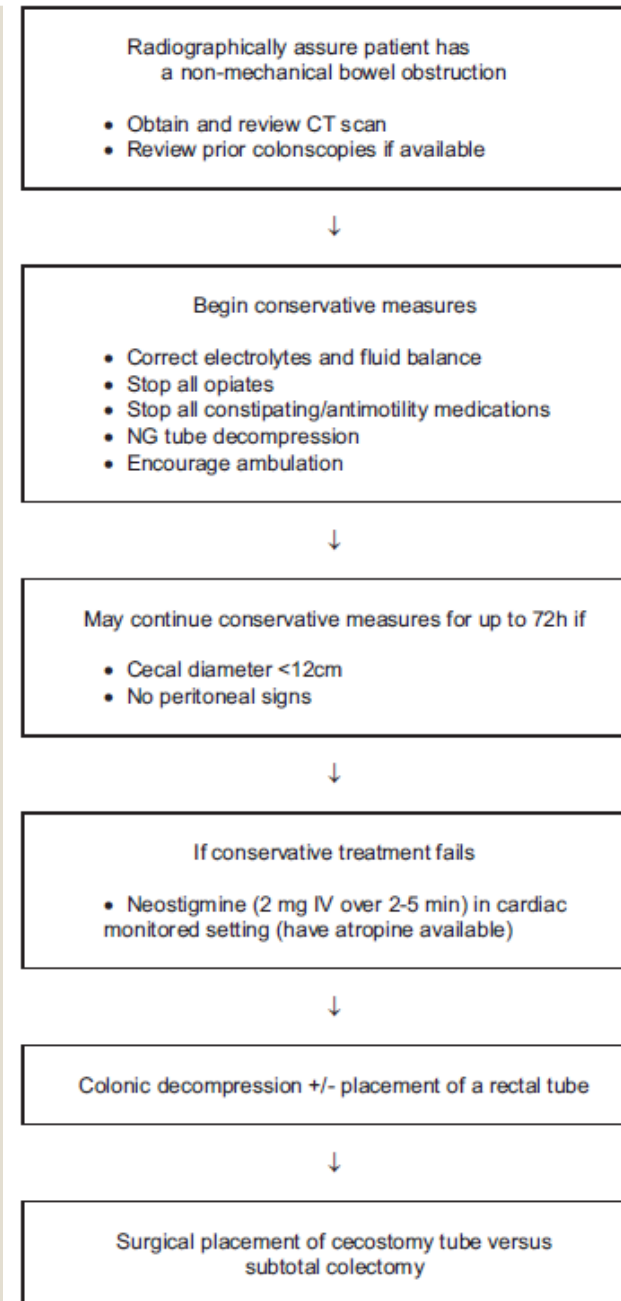 Radiographically assure patient has
a non-mechanical bowel obstruction
• Obtain and review CT scan
• Review prior colonscopies if available
↓
Begin conservative measures
• Correct electrolytes and fluid balance
• Stop all opiates
• Stop all constipating/antimotility medications
• NG tube decompression
• Encourage ambulation
↓
May continue conservative measures for up to 72h if
• Cecal diameter <12cm
• No peritoneal signs
↓
If conservative treatment fails
• Neostigmine (2 mg IV over 2-5 min) in cardiac
monitored setting (have atropine available)
↓
Colonic decompression +/- placement of a rectal tube
↓
Surgical placement of cecostomy tube versus
subtotal colectomy